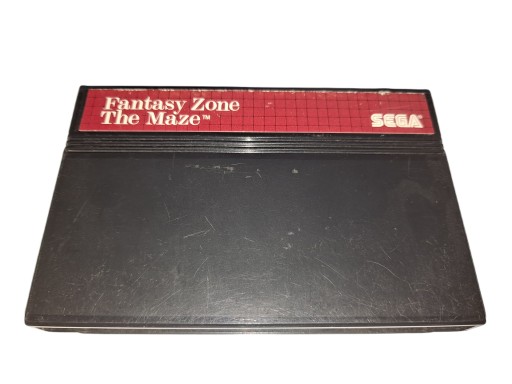 Fantasy Zone
The Maze™
SEGA®